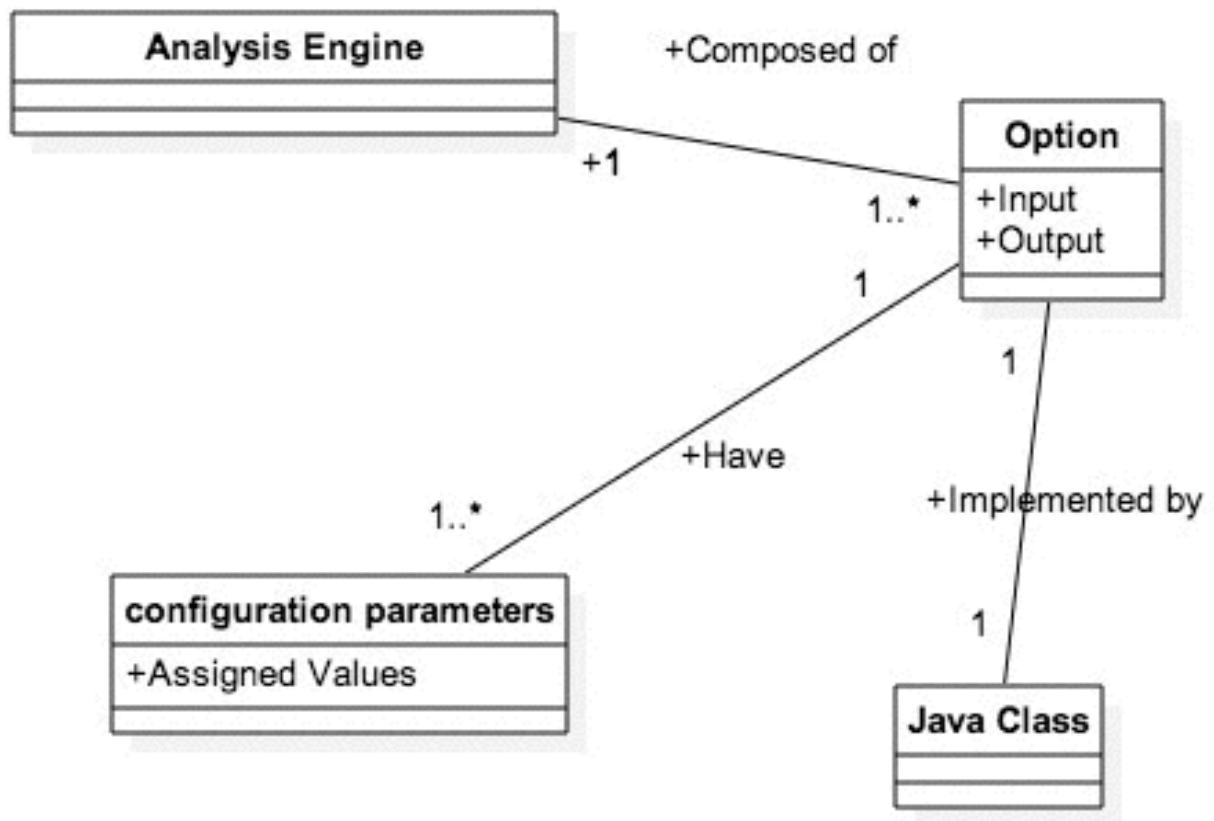 Analysis Engine
+Composed of
+1
Option
+Input
+Output
1..*
1
1
+Have
+Implemented by
1..*
1
configuration parameters
+Assigned Values
Java Class